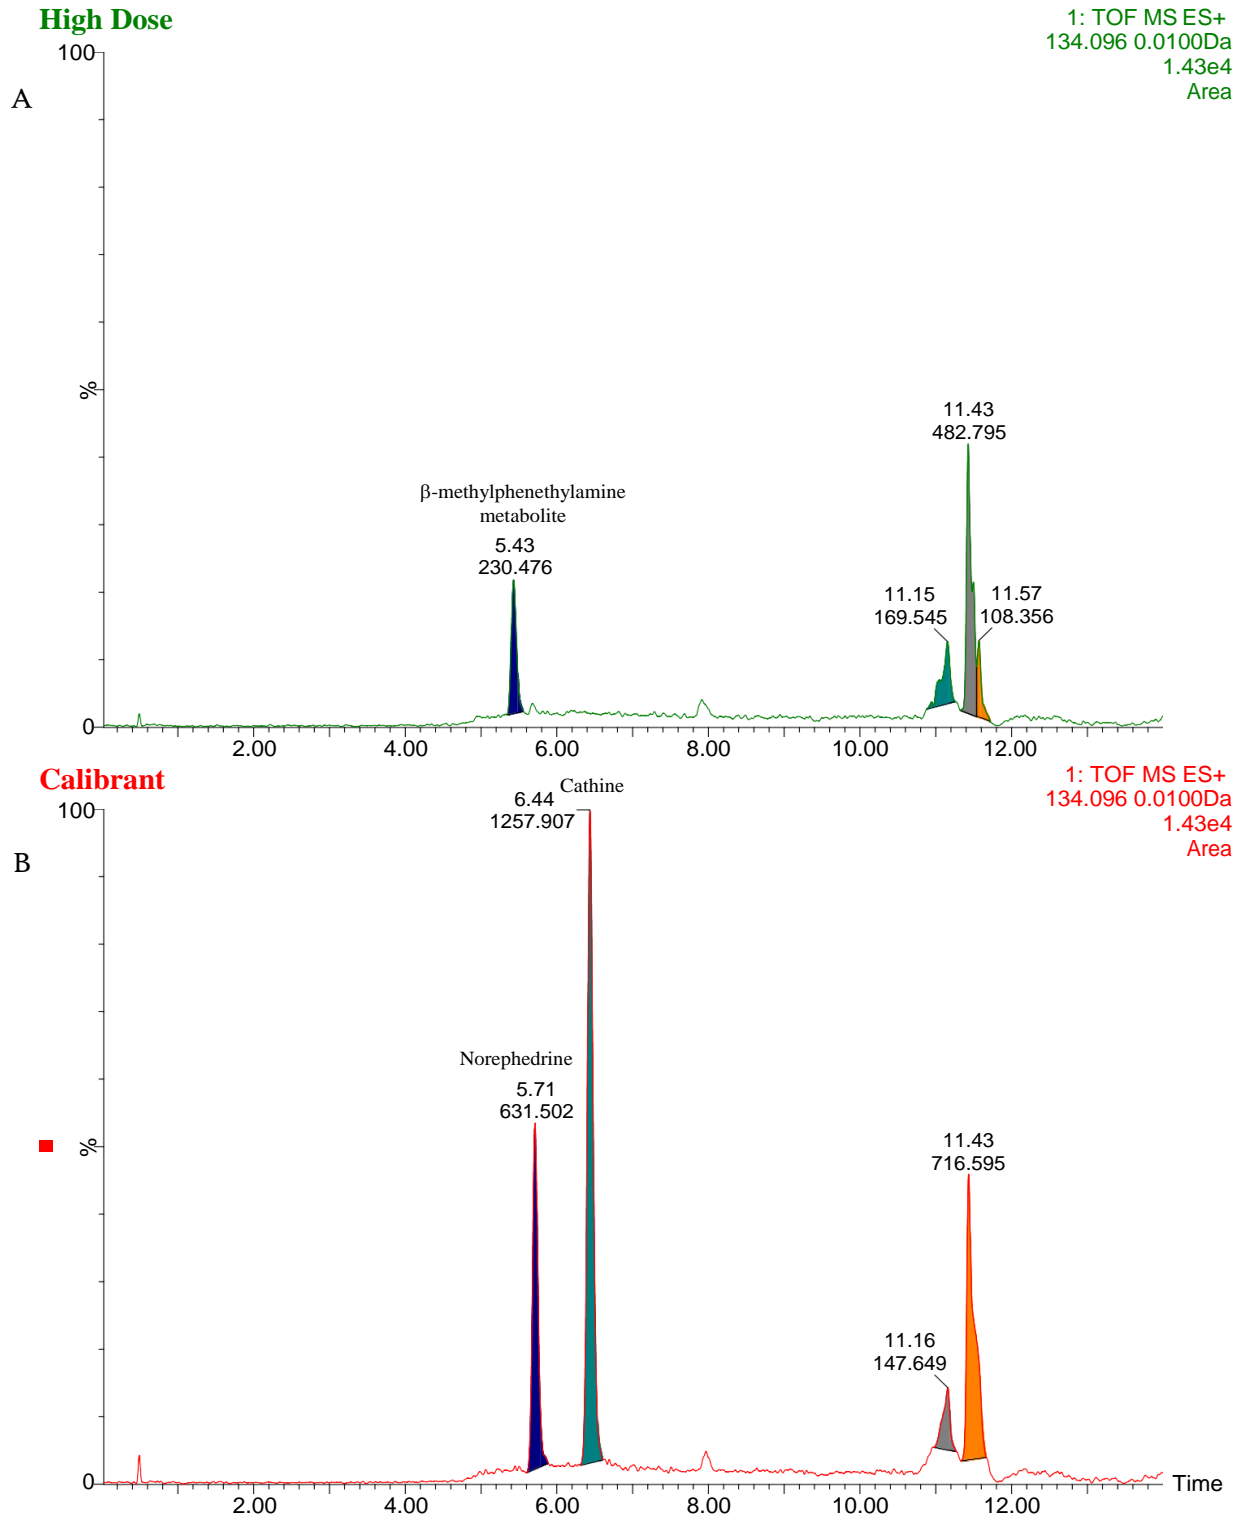 High Dose
1: TOF MS ES+
134.096 0.0100Da
1.43e4
Area
A
100
%
0
β-methylphenethylamine
metabolite
5.43
230.476
11.15
169.545
11.43
482.795
11.57
108.356
2.00 4.00 6.00 8.00 10.00 12.00
Calibrant
1: TOF MS ES+
134.096 0.0100Da
1.43e4
Area
B
100
%
0
Norephedrine
5.71
631.502
Cathine
6.44
1257.907
11.16
147.649
11.43
716.595
Time
2.00 4.00 6.00 8.00 10.00 12.00